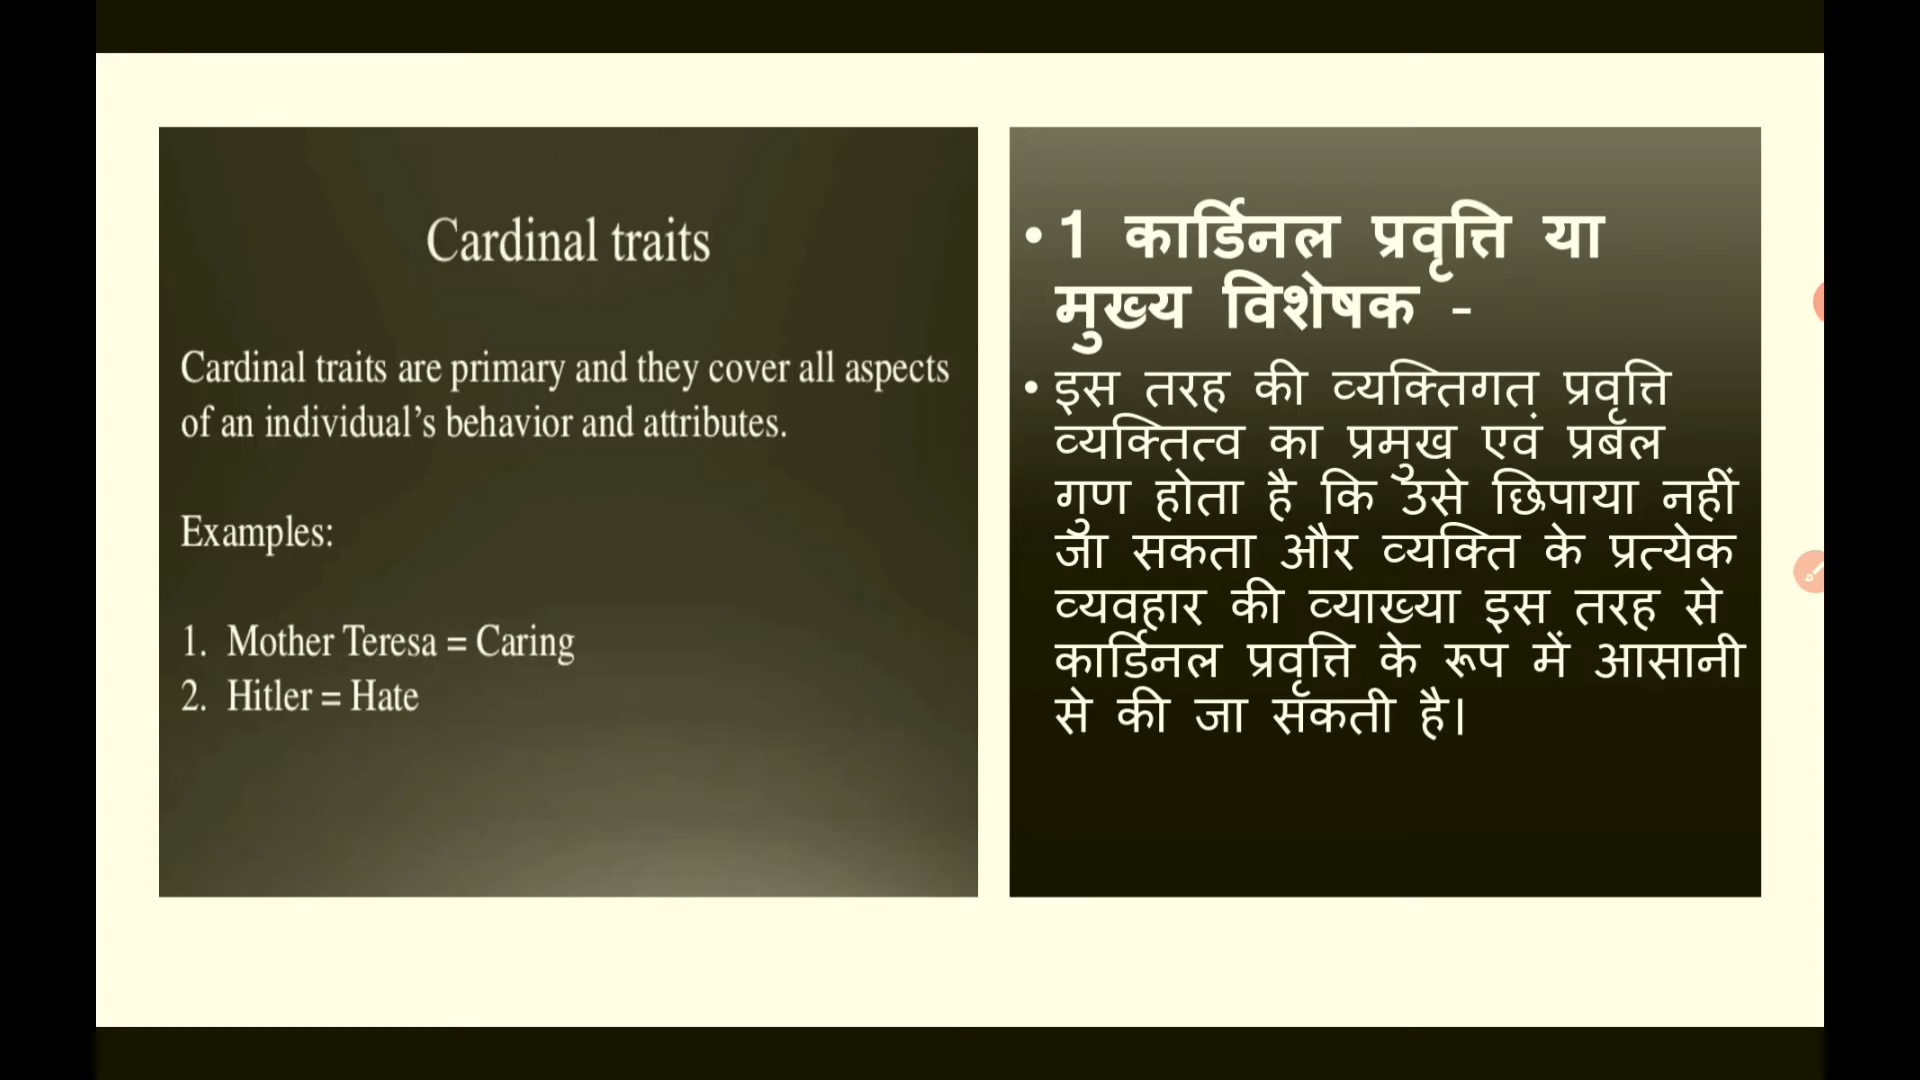 Cardinal traits
Cardinal traits are primary and they cover all aspects
of an individual’s behavior and attributes.
Examples:
1. Mother Teresa = Caring
2. Hitler = Hate
• 1 कार्डिनल प्रवृत्ति या
मुख्य विशेषक -
• इस तरह की व्यक्तिगत प्रवृत्ति
व्यक्तित्व का प्रमुख एवं प्रबल
गुण होता है कि उसे छिपाया नहीं
जा सकता और व्यक्ति के प्रत्येक
व्यवहार की व्याख्या इस तरह से
कार्डिनल प्रवृत्ति के रूप में आसानी
से की जा सकती है।